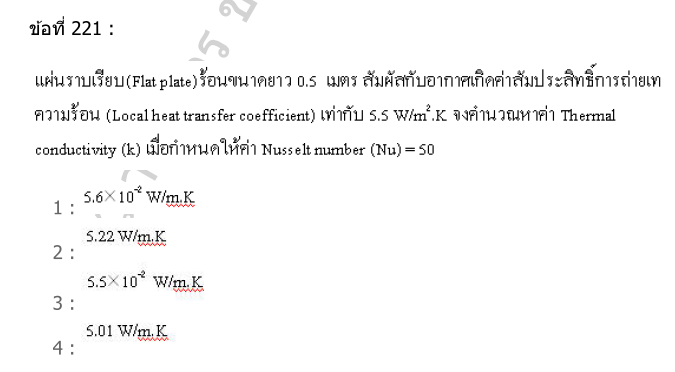 ข้อที่ 221 :
แผ่นราบเรียบ(Flat plate)ร้อนขนาดยาว 0.5 เมตร สัมผัสกับอากาศเกิดค่าสัมประสิทธิ์การถ่ายเท
ความร้อน (Local heat transfer coefficient) เท่ากับ 5.5 W/m².K จงคำนวณหาค่า Thermal
conductivity (k) เมื่อกำหนดให้ค่า Nusselt number (Nu) = 50
1 : 5.6×10⁻² W/m.K
2 : 5.22 W/m.K
3 : 5.5×10⁻² W/m.K
4 : 5.01 W/m.K